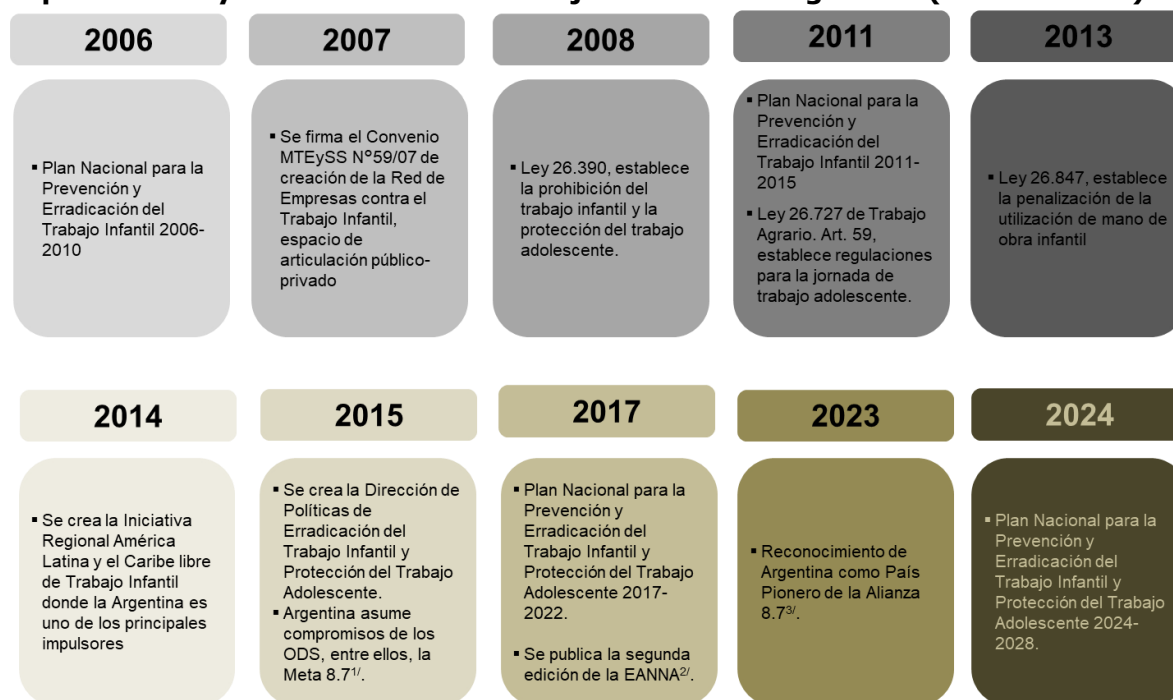 2006
2007
2008
2011
2013
▪ Plan Nacional para la
Prevención y
Erradicación del
Trabajo Infantil 2006-
2010
▪ Se firma el Convenio
MTEySS Nº59/07 de
creación de la Red de
Empresas contra el
Trabajo Infantil,
espacio de
articulación público-
privado
▪ Ley 26.390, establece
la prohibición del
trabajo infantil y la
protección del trabajo
adolescente.
▪ Plan Nacional para la
Prevención y
Erradicación del
Trabajo Infantil 2011-
2015
▪ Ley 26.727 de Trabajo
Agrario. Art. 59,
establece regulaciones
para la jornada de
trabajo adolescente.
▪ Ley 26.847, establece
la penalización de la
utilización de mano de
obra infantil
2014
2015
2017
2023
2024
▪ Se crea la Iniciativa
Regional América
Latina y el Caribe libre
de Trabajo Infantil
donde la Argentina es
uno de los principales
impulsores
▪ Se crea la Dirección de
Políticas de
Erradicación del
Trabajo Infantil y
Protección del Trabajo
Adolescente.
▪ Argentina asume
compromisos de los
ODS, entre ellos, la
Meta 8.7¹/.
▪ Plan Nacional para la
Prevención y
Erradicación del
Trabajo Infantil y
Protección del Trabajo
Adolescente 2017-
2022.
▪ Se publica la segunda
edición de la EANNA²/.
▪ Reconocimiento de
Argentina como País
Pionero de la Alianza
8.7³/.
▪ Plan Nacional para la
Prevención y
Erradicación del
Trabajo Infantil y
Protección del Trabajo
Adolescente 2024-
2028.